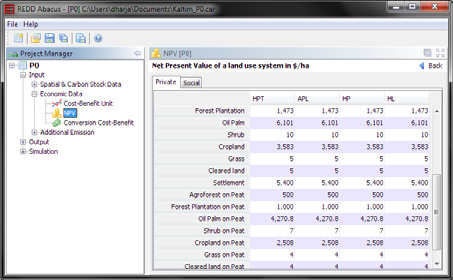 REDD Abacus - [P0] C:\Users\dharja\Documents\Kaltim_P0.car
File Help
Project Manager
P0
Input
Spatial & Carbon Stock Data
Economic Data
Cost-Benefit Unit
NPV
Conversion Cost-Benefit
Additional Emission
Output
Simulation
NPV [P0]
Net Present Value of a land use system in $/ha
Back
Private Social
HPT APL HP HL
Forest Plantation 1,473 1,473 1,473 1,473
Oil Palm 6,101 6,101 6,101 6,101
Shrub 10 10 10 10
Cropland 3,583 3,583 3,583 3,583
Grass 5 5 5 5
Cleared land 5 5 5 5
Settlement 5,400 5,400 5,400 5,400
Agroforest on Peat 500 500 500 500
Forest Plantation on Peat 1,000 1,000 1,000 1,000
Oil Palm on Peat 4,270.8 4,270.8 4,270.8 4,270.8
Shrub on Peat 7 7 7 7
Cropland on Peat 2,508 2,508 2,508 2,508
Grass on Peat 4 4 4 4
Cleared land on Peat 4 4 4 4